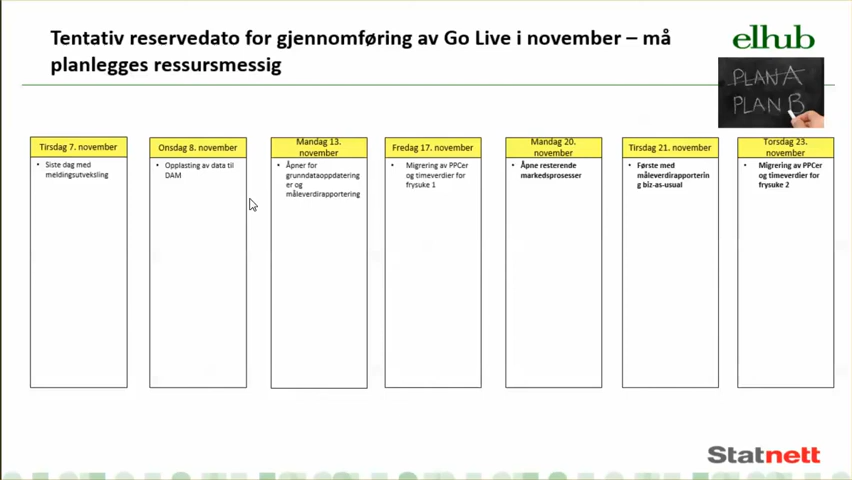 Tentativ reservedato for gjennomføring av Go Live i november – må
planlegges ressursmessig
elhub
PLAN A
PLAN B
Tirsdag 7. november
• Siste dag med
meldingsutveksling
Onsdag 8. november
• Opplasting av data til
DAM
Mandag 13.
november
• Åpner for
grunndataoppdatering
er og
måleverdirapportering
Fredag 17. november
• Migrering av PPCer
og timeverdier for
frysuke 1
Mandag 20.
november
• Åpne resterende
markedsprosesser
Tirsdag 21. november
• Første med
måleverdirapporterin
g biz-as-usual
Torsdag 23.
november
• Migrering av PPCer
og timeverdier for
frysuke 2
Statnett